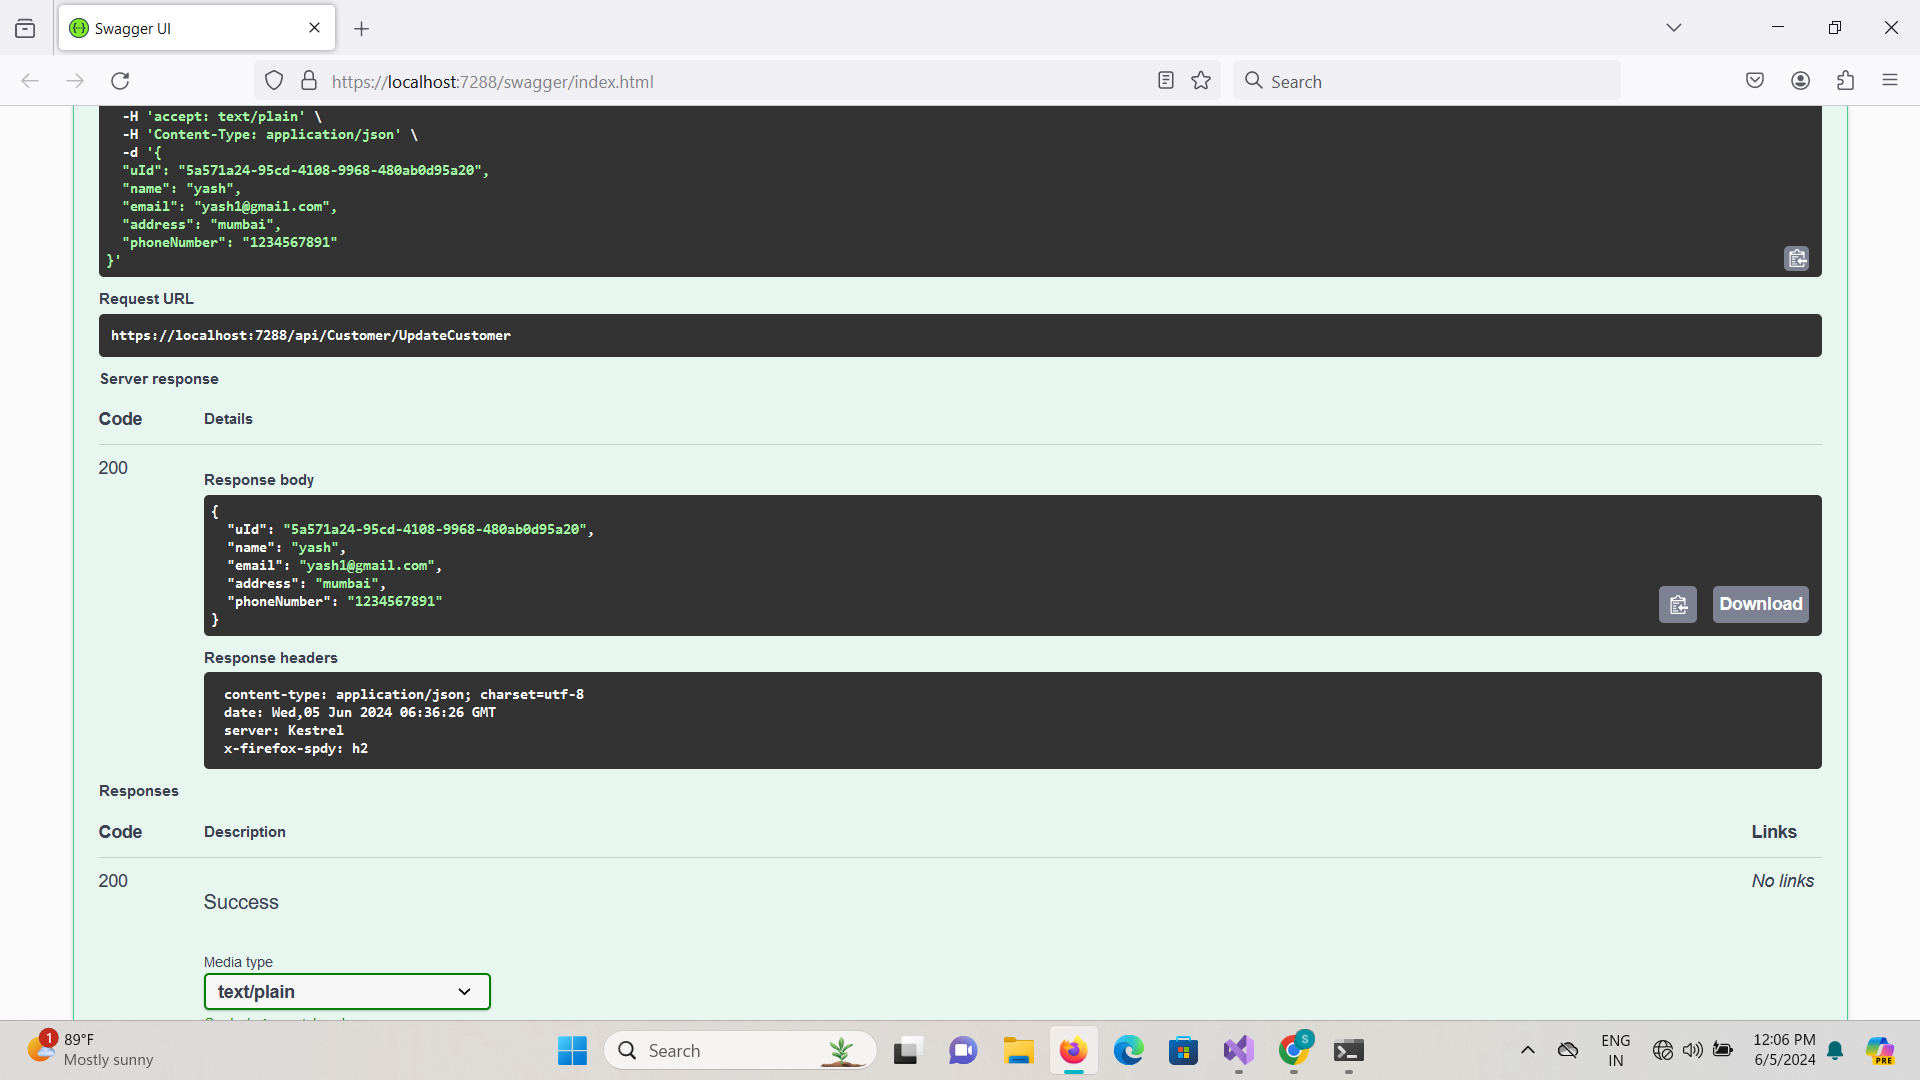 Swagger UI
https://localhost:7288/swagger/index.html
Search
-H 'accept: text/plain' \
-H 'Content-Type: application/json' \
-d '{
"uId": "5a571a24-95cd-4108-9968-480ab0d95a20",
"name": "yash",
"email": "yash1@gmail.com",
"address": "mumbai",
"phoneNumber": "1234567891"
}'
Request URL
https://localhost:7288/api/Customer/UpdateCustomer
Server response
Code Details
200
Response body
{
"uId": "5a571a24-95cd-4108-9968-480ab0d95a20",
"name": "yash",
"email": "yash1@gmail.com",
"address": "mumbai",
"phoneNumber": "1234567891"
}
Download
Response headers
content-type: application/json; charset=utf-8
date: Wed,05 Jun 2024 06:36:26 GMT
server: Kestrel
x-firefox-spdy: h2
Responses
Code Description Links
200 No links
Success
Media type
text/plain
1
89°F
Mostly sunny
Search
S
ENG
IN
12:06 PM
6/5/2024
PRE